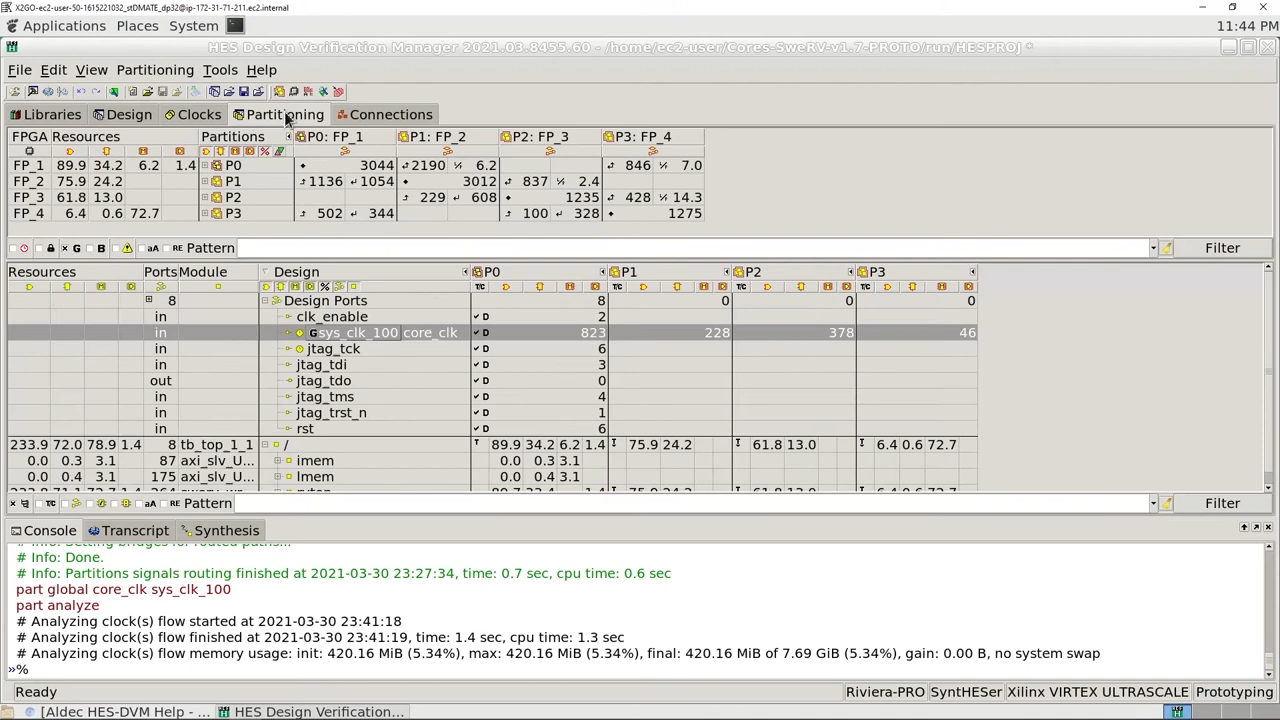 X2GO-ec2-user-50-1615221032_stDMATE_dp32@ip-172-31-71-211.ec2.internal
Applications Places System 11:44 PM
HES Design Verification Manager 2021.03.8455.60 - /home/ec2-user/Cores-SweRV-v1.7-PROTO/run/HESPROJ *
File Edit View Partitioning Tools Help
Libraries Design Clocks Partitioning Connections
FPGA Resources Partitions P0: FP_1 P1: FP_2 P2: FP_3 P3: FP_4
FP_1 89.9 34.2 6.2 1.4 P0 3044 2190 6.2 846 7.0
FP_2 75.9 24.2 P1 1136 1054 3012 837 2.4
FP_3 61.8 13.0 P2 229 608 1235 428 14.3
FP_4 6.4 0.6 72.7 P3 502 344 100 328 1275
G B aA RE Pattern Filter
Resources Ports Module Design P0 P1 P2 P3
T/C T/C T/C T/C
8 Design Ports 8 0 0 0
in clk_enable D 2
in G sys_clk_100 core_clk D 823 228 378 46
in jtag_tck D 6
in jtag_tdi D 3
out jtag_tdo D 0
in jtag_tms D 4
in jtag_trst_n D 1
in rst D 6
233.9 72.0 78.9 1.4 8 tb_top_1_1 / 89.9 34.2 6.2 1.4 75.9 24.2 61.8 13.0 6.4 0.6 72.7
0.0 0.3 3.1 87 axi_slv_U... imem 0.0 0.3 3.1
0.0 0.4 3.1 175 axi_slv_U... lmem 0.0 0.4 3.1
T/C aA RE Pattern Filter
Console Transcript Synthesis
# Info: Setting bridges for routed paths...
# Info: Done.
# Info: Partitions signals routing finished at 2021-03-30 23:27:34, time: 0.7 sec, cpu time: 0.6 sec
part global core_clk sys_clk_100
part analyze
# Analyzing clock(s) flow started at 2021-03-30 23:41:18
# Analyzing clock(s) flow finished at 2021-03-30 23:41:19, time: 1.4 sec, cpu time: 1.3 sec
# Analyzing clock(s) flow memory usage: init: 420.16 MiB (5.34%), max: 420.16 MiB (5.34%), final: 420.16 MiB of 7.69 GiB (5.34%), gain: 0.00 B, no system swap
»%
Ready Riviera-PRO SyntHESer Xilinx VIRTEX ULTRASCALE Prototyping
[Aldec HES-DVM Help - ... HES Design Verification...